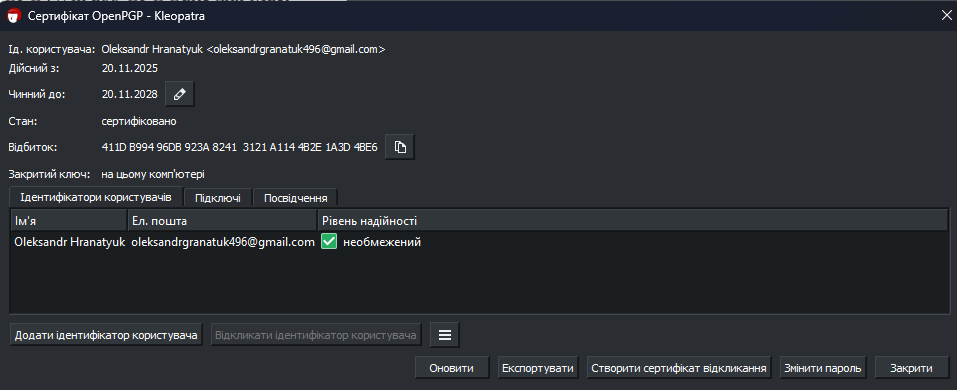 Сертифікат OpenPGP - Kleopatra
Ід. користувача: Oleksandr Hranatyuk <oleksandrgranatuk496@gmail.com>
Дійсний з: 20.11.2025
Чинний до: 20.11.2028
Стан: сертифіковано
Відбиток: 411D B994 96DB 923A 8241 3121 A114 4B2E 1A3D 4BE6
Закритий ключ: на цьому комп'ютері
Ідентифікатори користувачів Підключі Посвідчення
Ім'я Ел. пошта Рівень надійності
Oleksandr Hranatyuk oleksandrgranatuk496@gmail.com необмежений
Додати ідентифікатор користувача Відкликати ідентифікатор користувача
Оновити Експортувати Створити сертифікат відкликання Змінити пароль Закрити